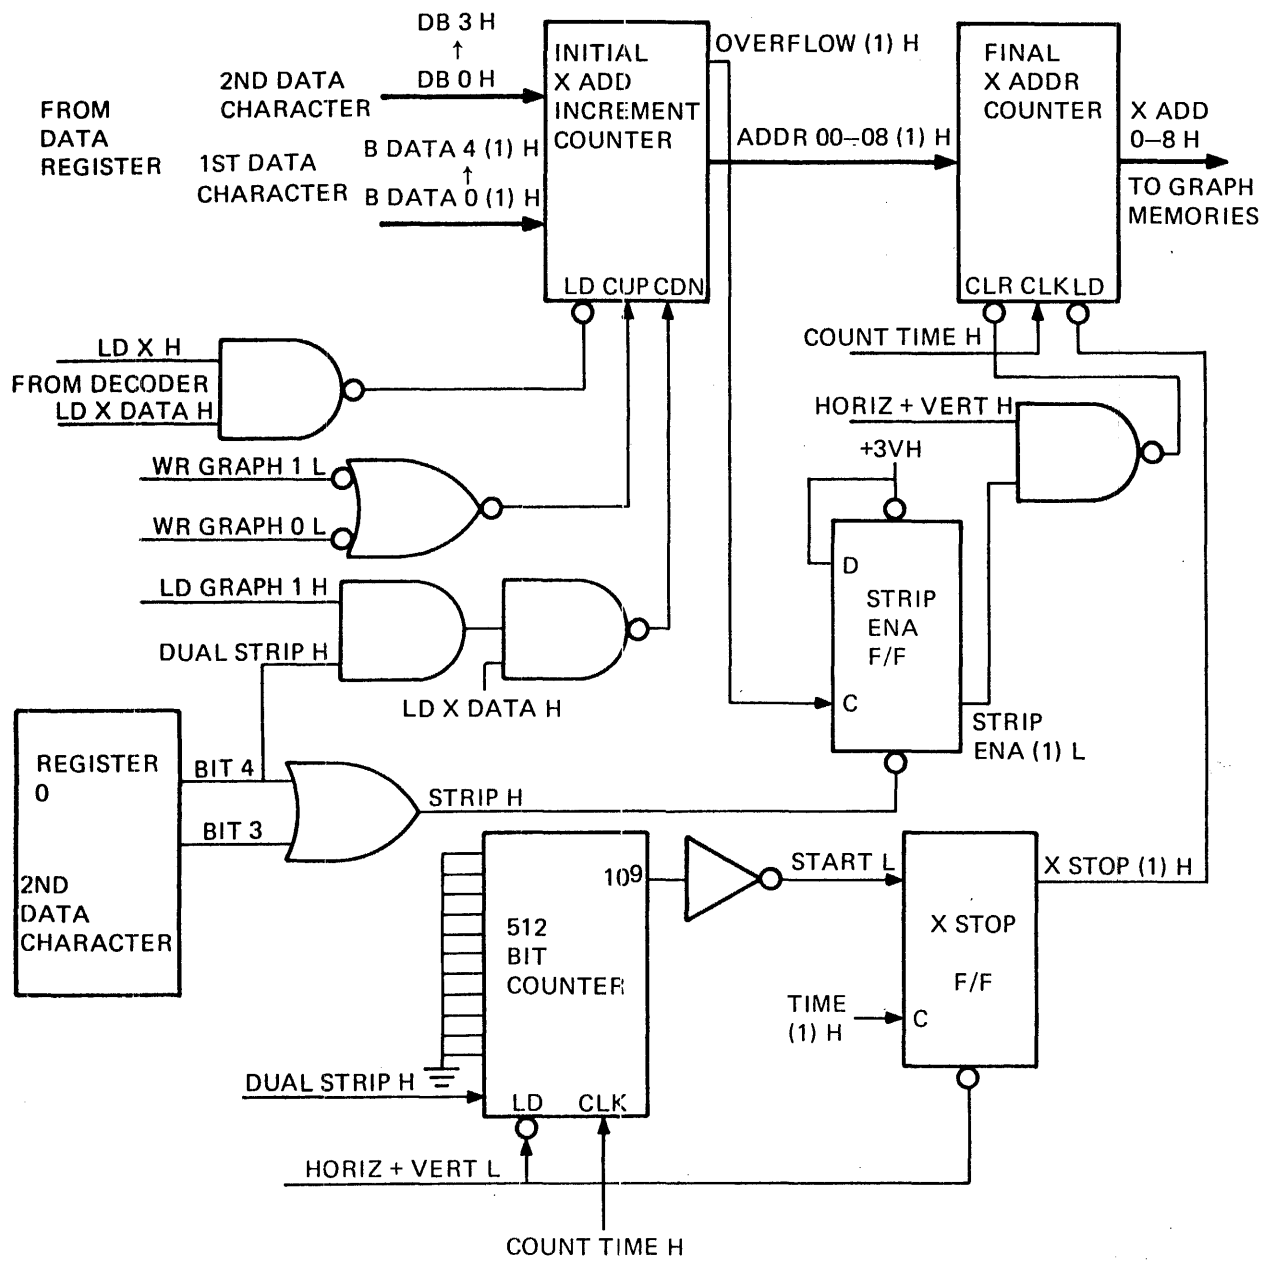 DB 3 H
↑
DB 0 H
2ND DATA
CHARACTER
FROM
DATA
REGISTER
1ST DATA
CHARACTER
B DATA 4 (1) H
↑
B DATA 0 (1) H
INITIAL
X ADD
INCREMENT
COUNTER
LD CUP CDN
OVERFLOW (1) H
ADDR 00–08 (1) H
FINAL
X ADDR
COUNTER
CLR CLK LD
X ADD
0–8 H
TO GRAPH
MEMORIES
COUNT TIME H
LD X H
FROM DECODER
LD X DATA H
HORIZ + VERT H
+3VH
WR GRAPH 1 L
WR GRAPH 0 L
LD GRAPH 1 H
DUAL STRIP H
LD X DATA H
D
STRIP
ENA
F/F
C
STRIP
ENA (1) L
REGISTER
0
2ND
DATA
CHARACTER
BIT 4
BIT 3
STRIP H
10⁹
512
BIT
COUNTER
LD CLK
START L
X STOP
F/F
C
X STOP (1) H
TIME
(1) H
DUAL STRIP H
HORIZ + VERT L
COUNT TIME H